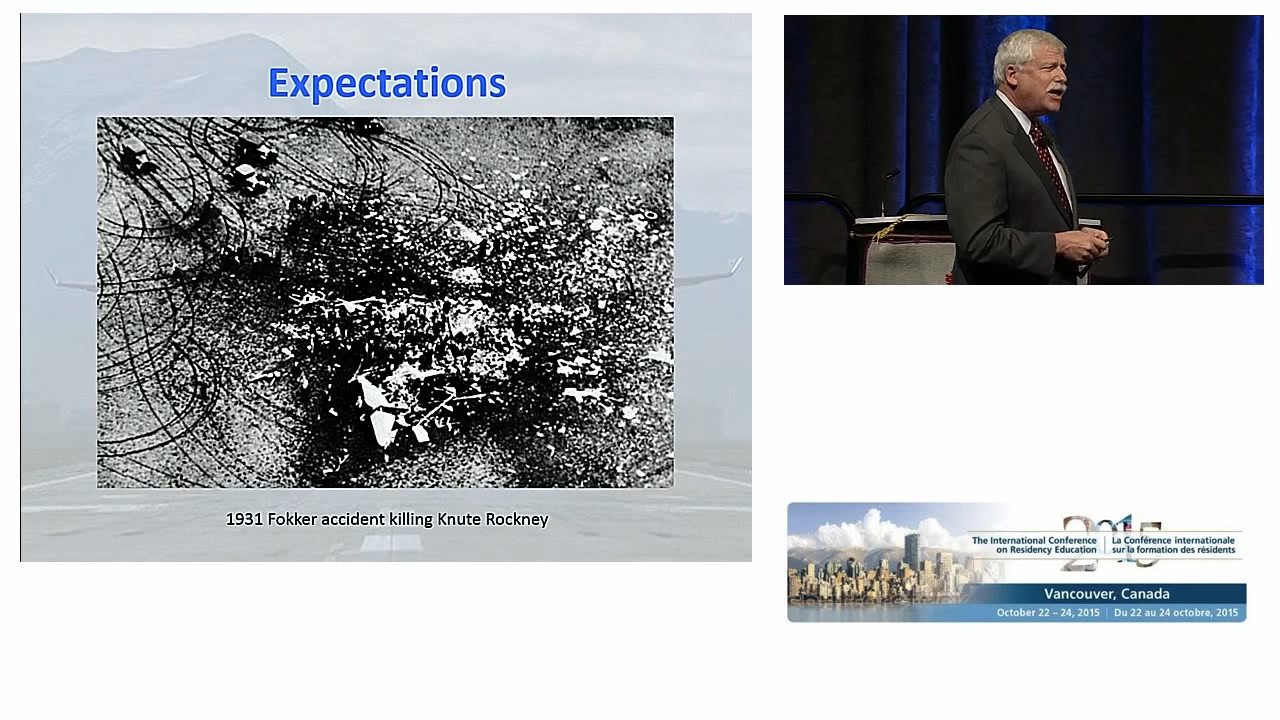 Expectations
1931 Fokker accident killing Knute Rockney
2015
The International Conference
on Residency Education
La Conférence internationale
sur la formation des résidents
Vancouver, Canada
October 22 – 24, 2015 | Du 22 au 24 octobre, 2015